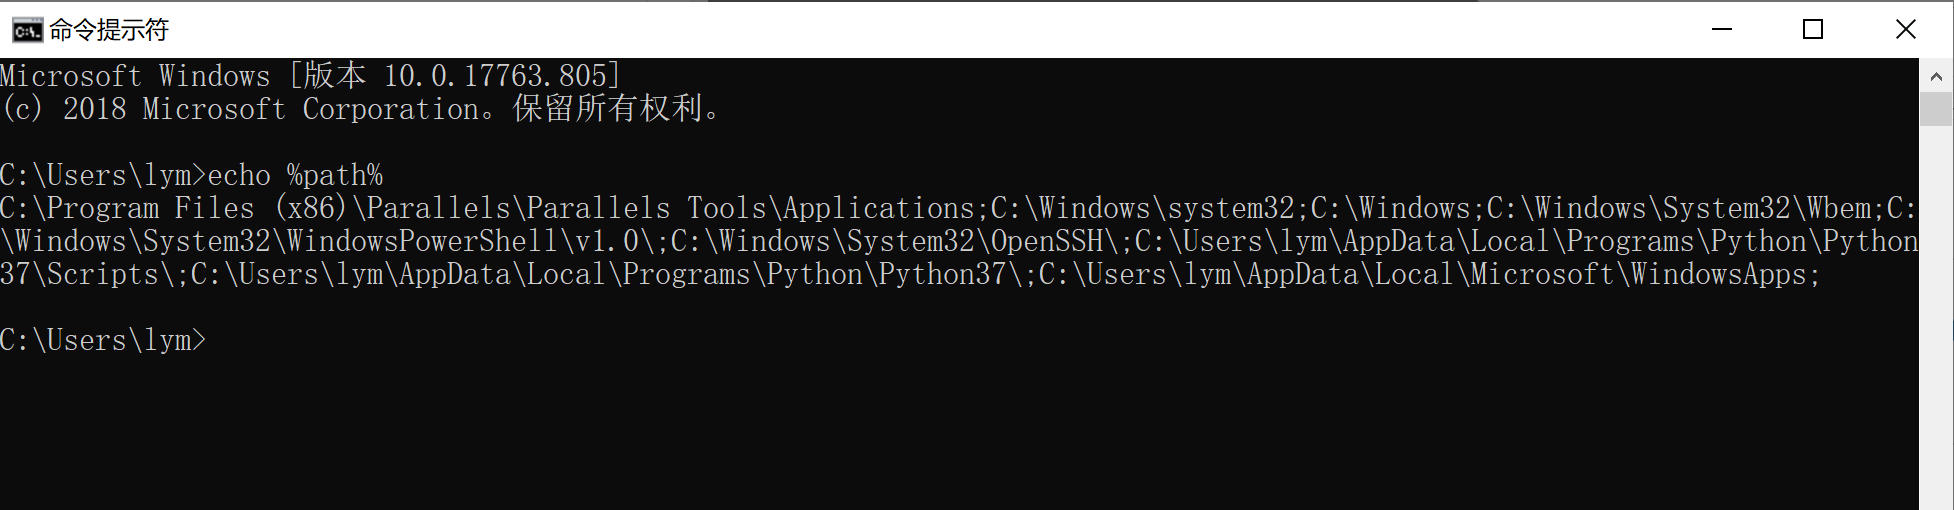 命令提示符
Microsoft Windows [版本 10.0.17763.805]
(c) 2018 Microsoft Corporation。保留所有权利。
C:\Users\lym>echo %path%
C:\Program Files (x86)\Parallels\Parallels Tools\Applications;C:\Windows\system32;C:\Windows;C:\Windows\System32\Wbem;C:
\Windows\System32\WindowsPowerShell\v1.0\;C:\Windows\System32\OpenSSH\;C:\Users\lym\AppData\Local\Programs\Python\Python
37\Scripts\;C:\Users\lym\AppData\Local\Programs\Python\Python37\;C:\Users\lym\AppData\Local\Microsoft\WindowsApps;
C:\Users\lym>